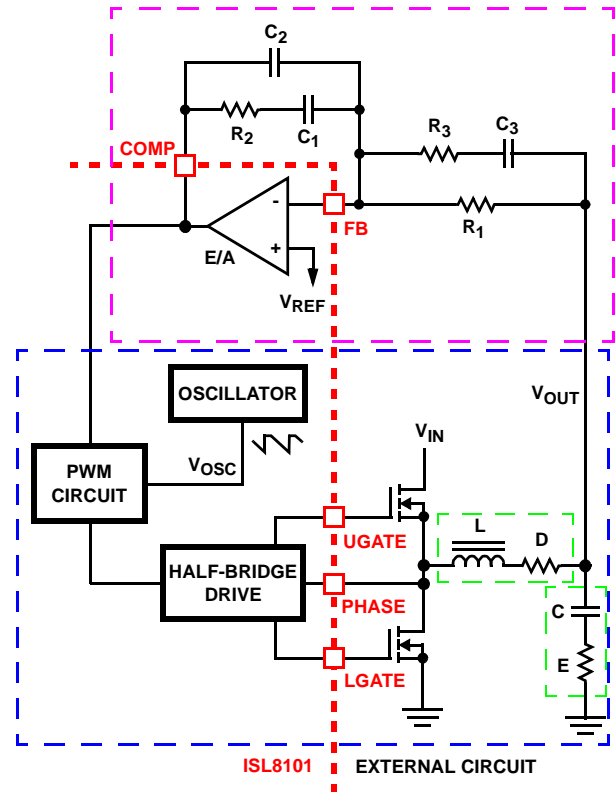 C2
R2
C1
R3
C3
COMP
-
+
E/A
FB
R1
VREF
OSCILLATOR
VOUT
VIN
PWM
CIRCUIT
VOSC
L
D
UGATE
HALF-BRIDGE
DRIVE
PHASE
C
E
LGATE
ISL8101
EXTERNAL CIRCUIT